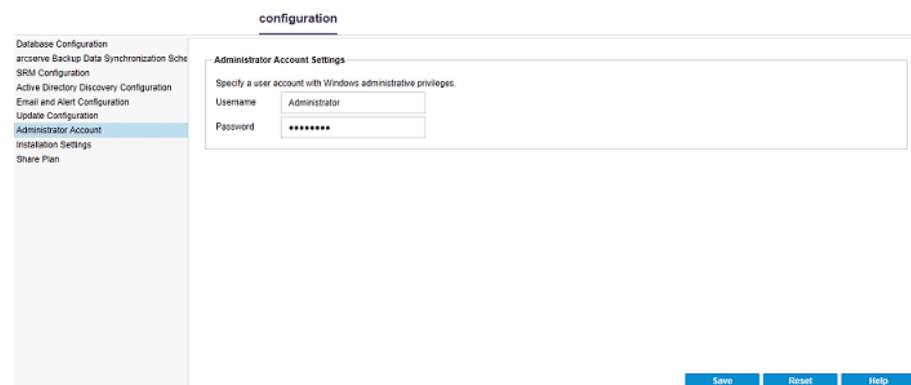 configuration
Database Configuration
arcserve Backup Data Synchronization Sche
SRM Configuration
Active Directory Discovery Configuration
Email and Alert Configuration
Update Configuration
Administrator Account
Installation Settings
Share Plan
Administrator Account Settings
Specify a user account with Windows administrative privileges.
Username Administrator
Password ••••••••
Save Reset Help